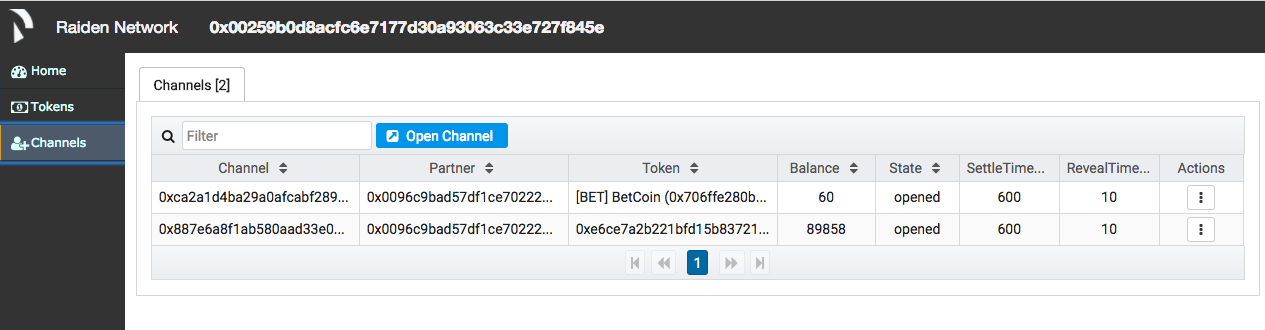 Raiden Network 0x00259b0d8acfc6e7177d30a93063c33e727f845e
Home
Tokens
Channels
Channels [2]
Filter Open Channel
Channel Partner Token Balance State SettleTime... RevealTime... Actions
0xca2a1d4ba29a0afcabf289... 0x0096c9bad57df1ce70222... [BET] BetCoin (0x706ffe280b... 60 opened 600 10
0x887e6a8f1ab580aad33e0... 0x0096c9bad57df1ce70222... 0xe6ce7a2b221bfd15b83721... 89858 opened 600 10
1